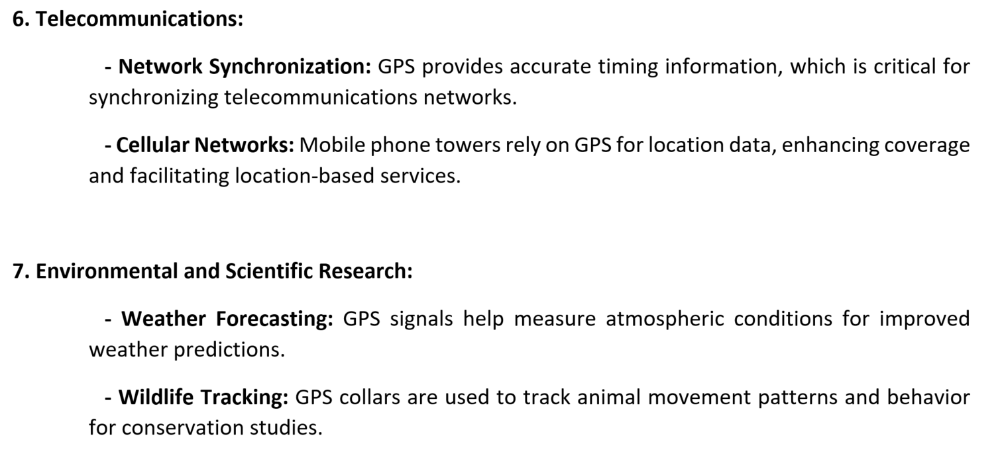 6. Telecommunications:
- Network Synchronization: GPS provides accurate timing information, which is critical for
synchronizing telecommunications networks.
- Cellular Networks: Mobile phone towers rely on GPS for location data, enhancing coverage
and facilitating location-based services.
7. Environmental and Scientific Research:
- Weather Forecasting: GPS signals help measure atmospheric conditions for improved
weather predictions.
- Wildlife Tracking: GPS collars are used to track animal movement patterns and behavior
for conservation studies.